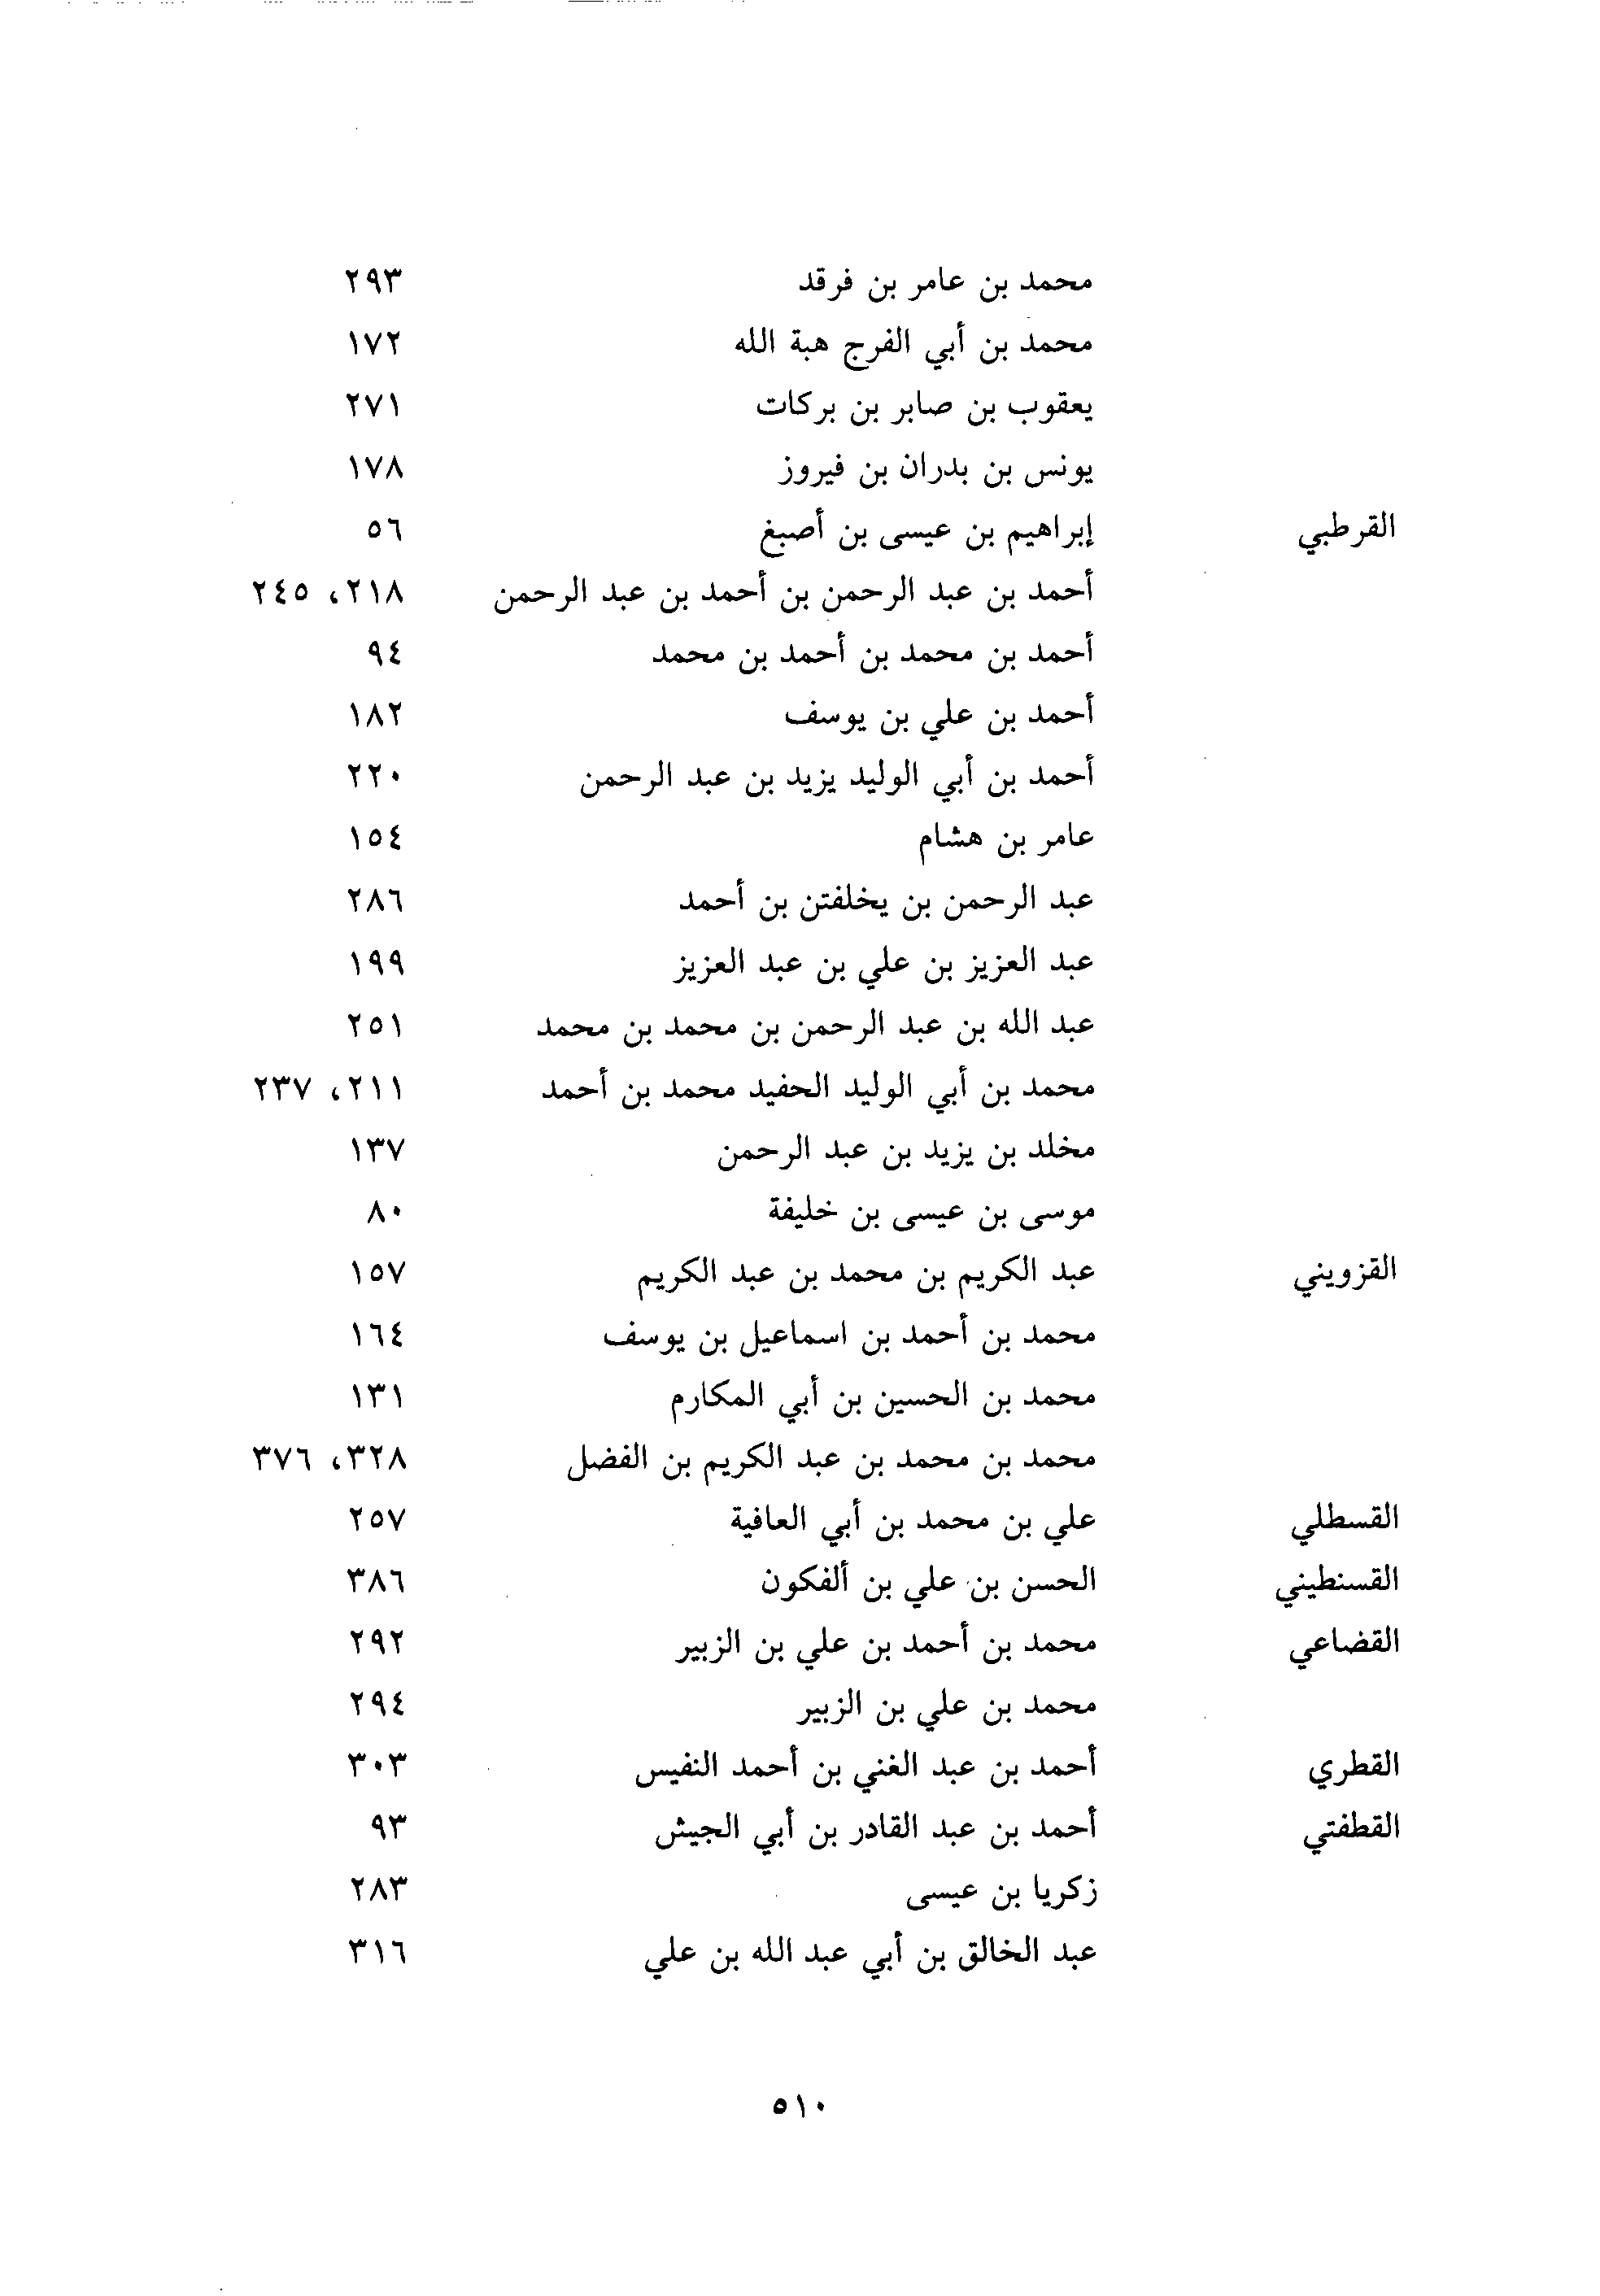 محمد بن عامر بن فرقد ٢٩٣
محمد بن أبي الفرج هبة الله ١٧٢
يعقوب بن صابر بن بركات ٢٧١
يونس بن بدران بن فيروز ١٧٨
القرطبي إبراهيم بن عيسى بن أصبغ ٥٦
أحمد بن عبد الرحمن بن أحمد بن عبد الرحمن ٢١٨، ٢٤٥
أحمد بن محمد بن أحمد بن محمد ٩٤
أحمد بن علي بن يوسف ١٨٢
أحمد بن أبي الوليد يزيد بن عبد الرحمن ٢٢٠
عامر بن هشام ١٥٤
عبد الرحمن بن يخلفتن بن أحمد ٢٨٦
عبد العزيز بن علي بن عبد العزيز ١٩٩
عبد الله بن عبد الرحمن بن محمد بن محمد ٢٥١
محمد بن أبي الوليد الحفيد محمد بن أحمد ٢١١، ٢٣٧
مخلد بن يزيد بن عبد الرحمن ١٣٧
موسى بن عيسى بن خليفة ٨٠
القزويني عبد الكريم بن محمد بن عبد الكريم ١٥٧
محمد بن أحمد بن اسماعيل بن يوسف ١٦٤
محمد بن الحسين بن أبي المكارم ١٣١
محمد بن محمد بن عبد الكريم بن الفضل ٣٢٨، ٣٧٦
القسطلي علي بن محمد بن أبي العافية ٢٥٧
القسنطيني الحسن بن علي بن ألفكون ٣٨٦
القضاعي محمد بن أحمد بن علي بن الزبير ٢٩٢
محمد بن علي بن الزبير ٢٩٤
القطري أحمد بن عبد الغني بن أحمد النفيس ٣٠٣
القطفتي أحمد بن عبد القادر بن أبي الجيش ٩٣
زكريا بن عيسى ٢٨٣
عبد الخالق بن أبي عبد الله بن علي ٣١٦
٥١٠